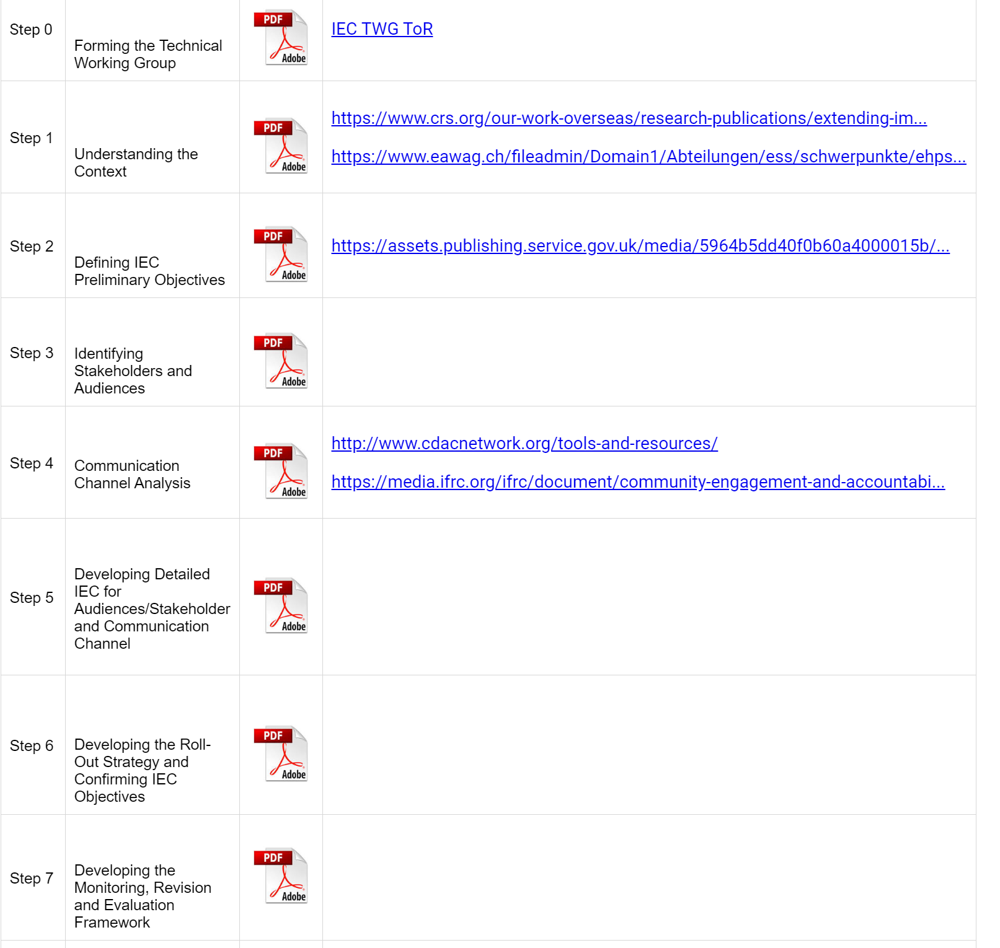 Step 0
Forming the Technical
Working Group
PDF
Adobe
IEC TWG ToR
Step 1
Understanding the
Context
PDF
Adobe
https://www.crs.org/our-work-overseas/research-publications/extending-im...
https://www.eawag.ch/fileadmin/Domain1/Abteilungen/ess/schwerpunkte/ehps...
Step 2
Defining IEC
Preliminary Objectives
PDF
Adobe
https://assets.publishing.service.gov.uk/media/5964b5dd40f0b60a4000015b/...
Step 3
Identifying
Stakeholders and
Audiences
PDF
Adobe
Step 4
Communication
Channel Analysis
PDF
Adobe
http://www.cdacnetwork.org/tools-and-resources/
https://media.ifrc.org/ifrc/document/community-engagement-and-accountabi...
Step 5
Developing Detailed
IEC for
Audiences/Stakeholder
and Communication
Channel
PDF
Adobe
Step 6
Developing the Roll-
Out Strategy and
Confirming IEC
Objectives
PDF
Adobe
Step 7
Developing the
Monitoring, Revision
and Evaluation
Framework
PDF
Adobe